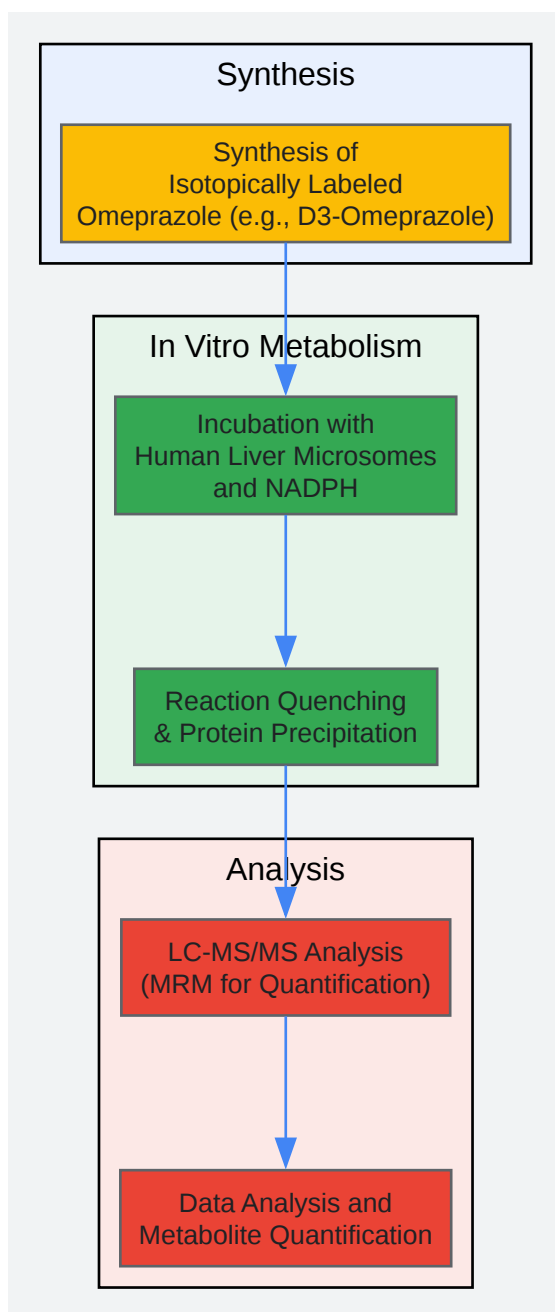 Synthesis
Synthesis of
Isotopically Labeled
Omeprazole (e.g., D3-Omeprazole)
In Vitro Metabolism
Incubation with
Human Liver Microsomes
and NADPH
Reaction Quenching
& Protein Precipitation
Analysis
LC-MS/MS Analysis
(MRM for Quantification)
Data Analysis and
Metabolite Quantification